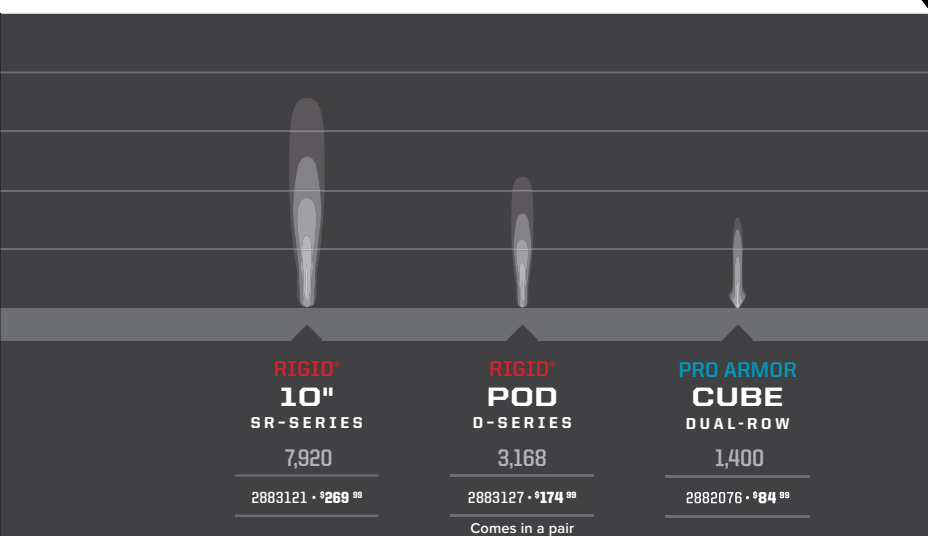 RIGID®
10"
SR-SERIES
7,920
2883121 • $269 99
RIGID®
POD
D-SERIES
3,168
2883127 • $174 99
Comes in a pair
PRO ARMOR
CUBE
DUAL-ROW
1,400
2882076 • $84 99